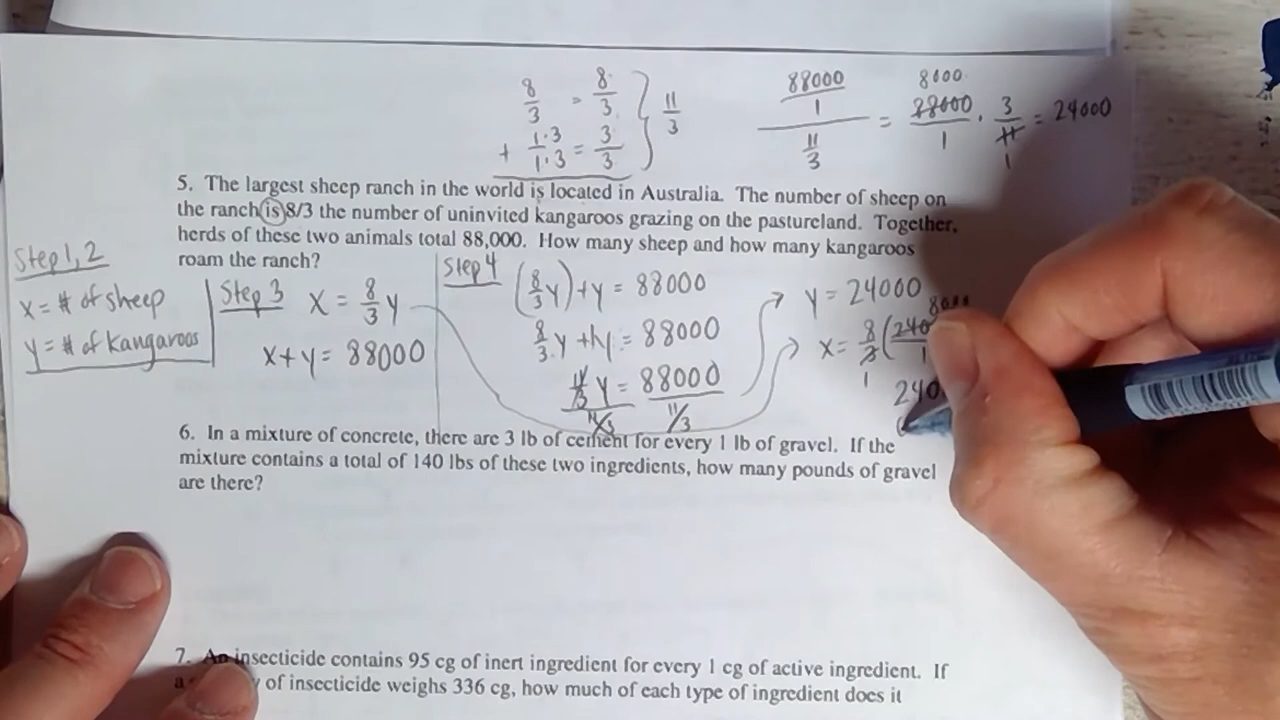 8/3 = 8/3
+ 1·3/1·3 = 3/3 } 11/3
88000/1 / 11/3 = 88000/1 · 3/11 = 24000
8000
1
5. The largest sheep ranch in the world is located in Australia. The number of sheep on
the ranch is 8/3 the number of uninvited kangaroos grazing on the pastureland. Together,
herds of these two animals total 88,000. How many sheep and how many kangaroos
roam the ranch?
Step 1,2
x = # of sheep
y = # of kangaroos
Step 3 x = 8/3 y
x+y = 88000
Step 4 (8/3 y)+y = 88000
8/3 y + 1y = 88000
11/3 y = 88000
11/3 11/3
y = 24000
x = 8/3 (240
1
240
6. In a mixture of concrete, there are 3 lb of cement for every 1 lb of gravel. If the
mixture contains a total of 140 lbs of these two ingredients, how many pounds of gravel
are there?
7. An insecticide contains 95 cg of inert ingredient for every 1 cg of active ingredient. If
a of insecticide weighs 336 cg, how much of each type of ingredient does it